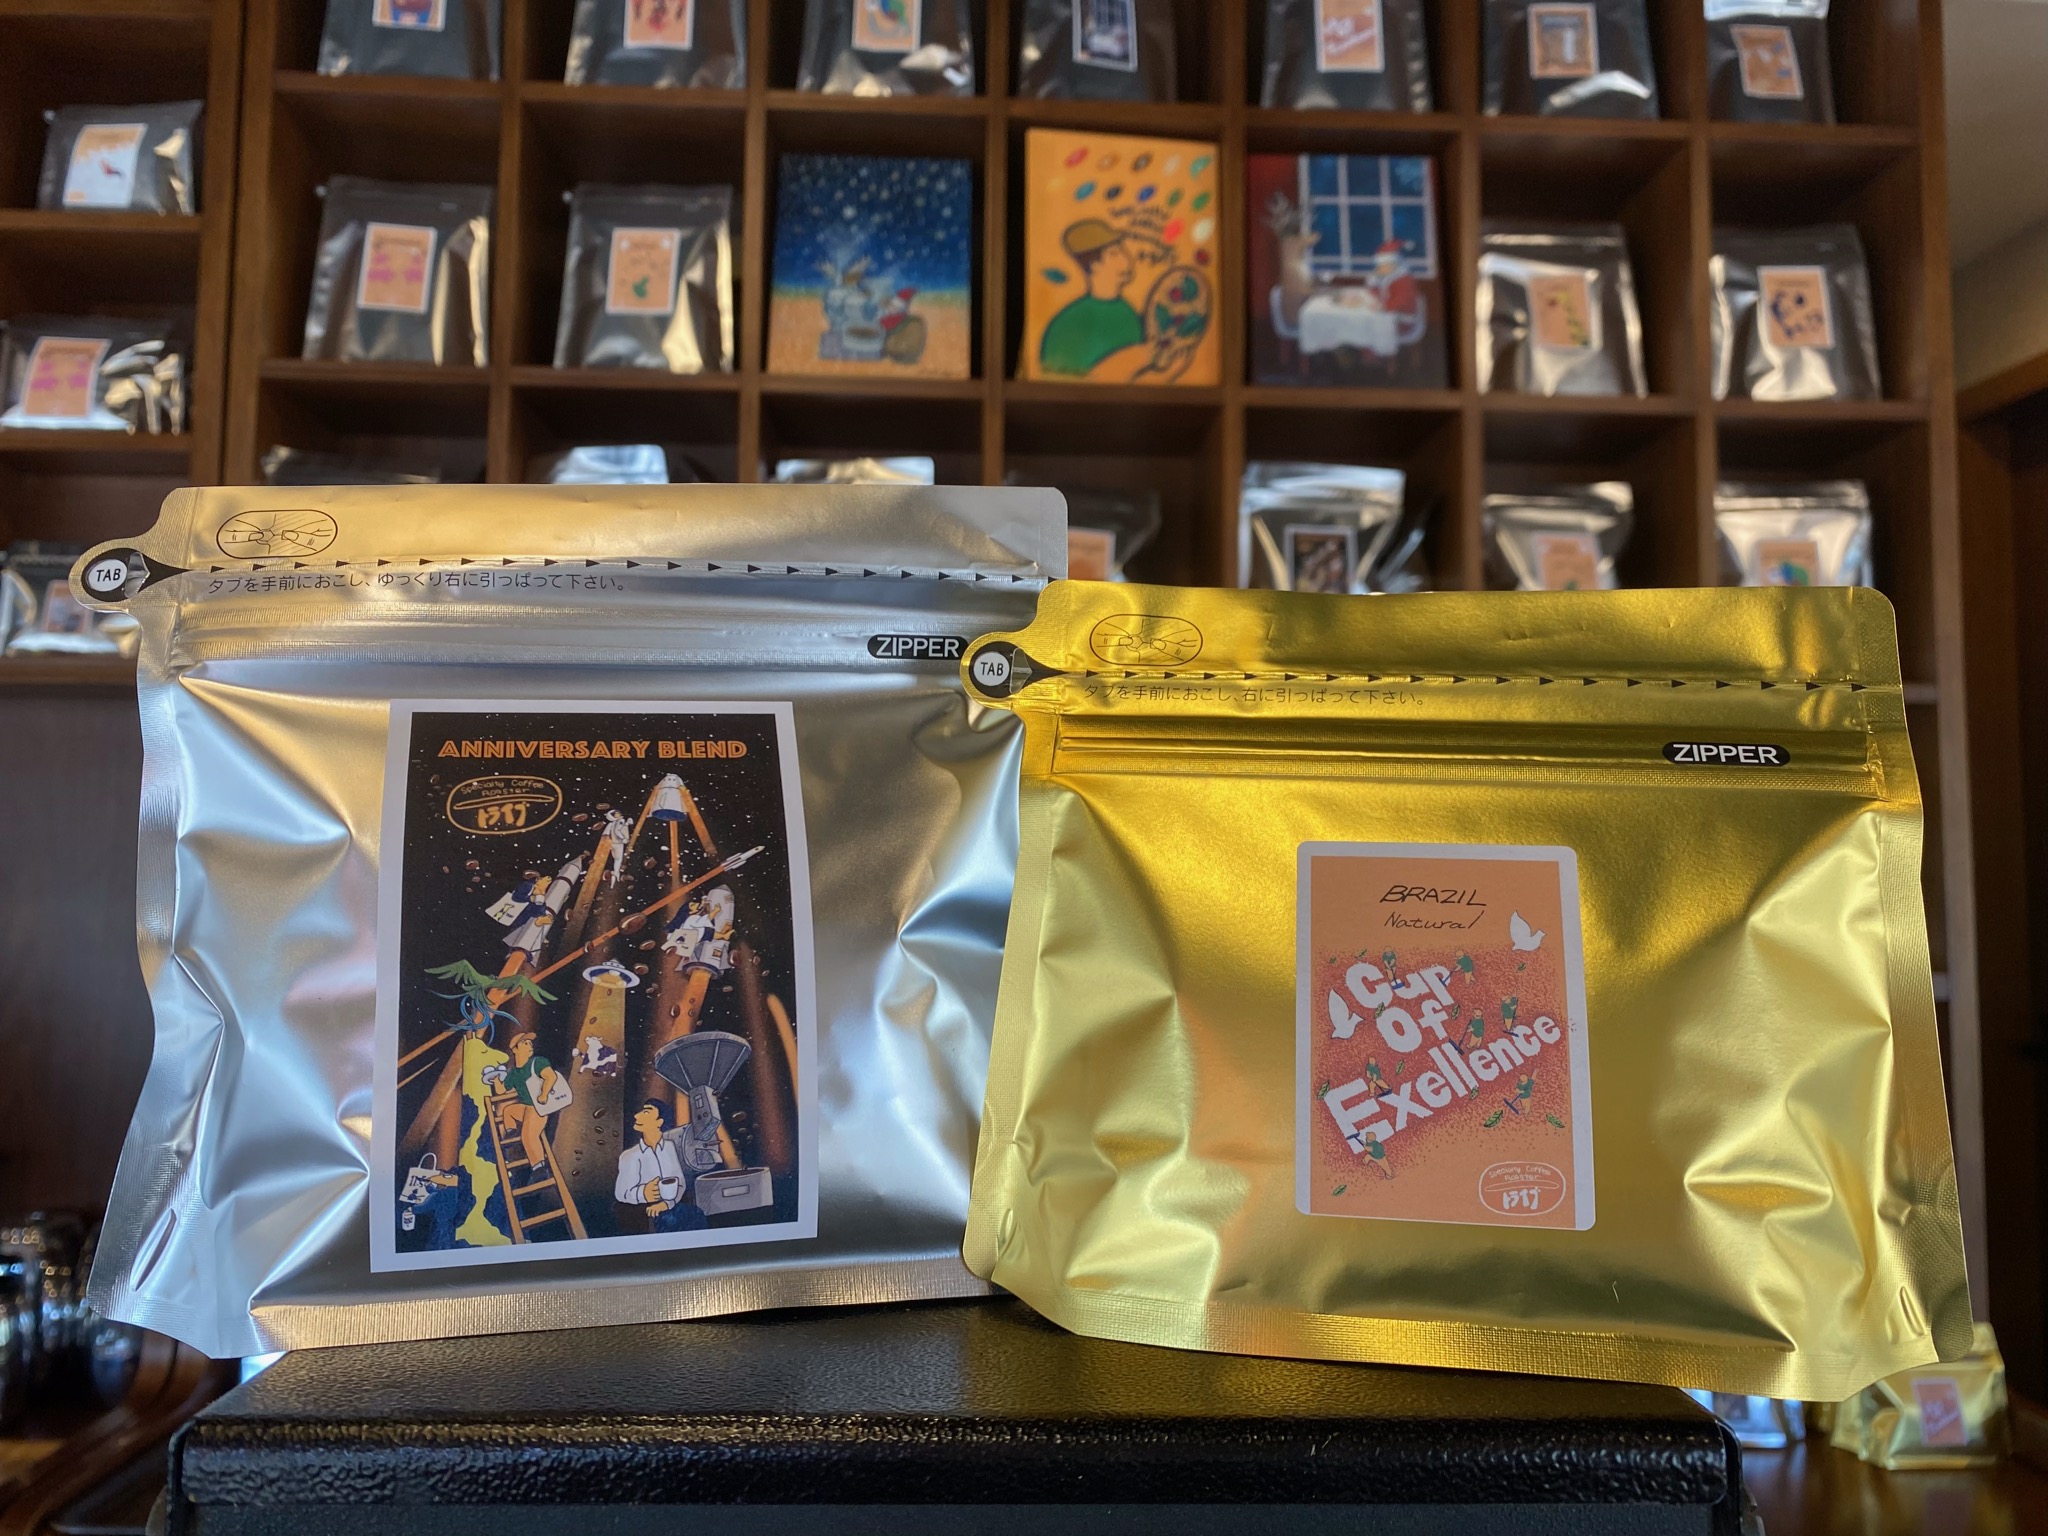 TAB
タブを手前におこし、ゆっくり右に引っぱって下さい。
ZIPPER
ANNIVERSARY BLEND
Specialty Coffee
Roaster
トライブ
TAB
タブを手前におこし、右に引っぱって下さい。
ZIPPER
BRAZIL
Natural
Cup
Of
Exellence
Specialty Coffee
Roaster
トライブ